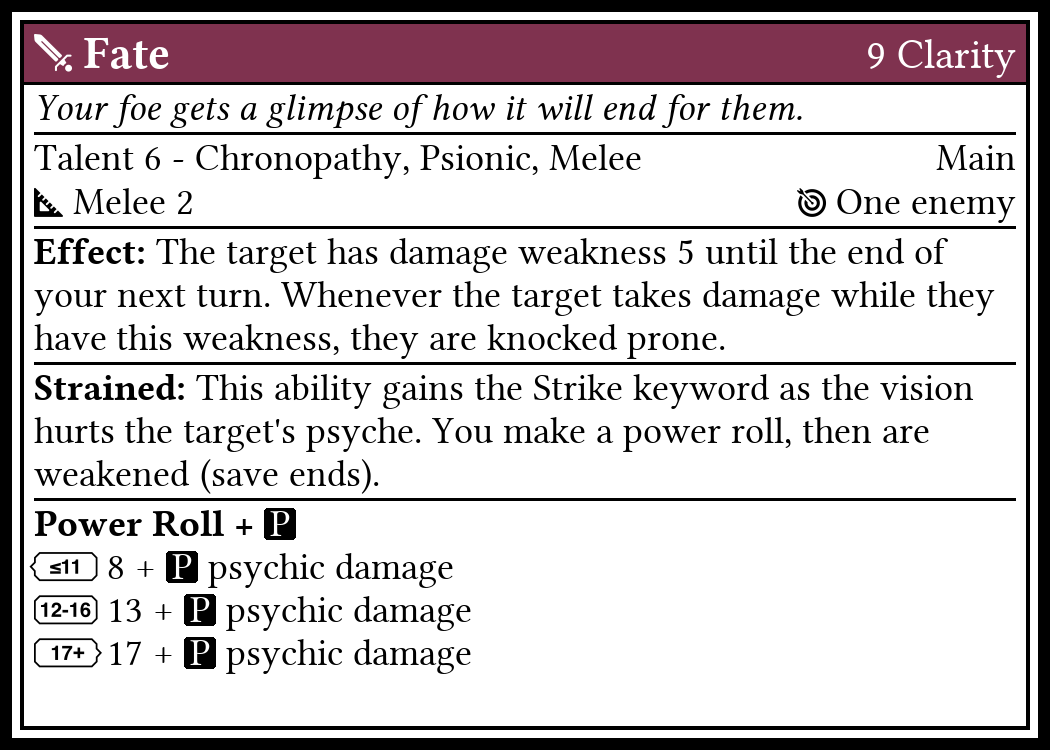 Fate 9 Clarity
Your foe gets a glimpse of how it will end for them.
Talent 6 - Chronopathy, Psionic, Melee Main
Melee 2 One enemy
Effect: The target has damage weakness 5 until the end of
your next turn. Whenever the target takes damage while they
have this weakness, they are knocked prone.
Strained: This ability gains the Strike keyword as the vision
hurts the target's psyche. You make a power roll, then are
weakened (save ends).
Power Roll + P
≤11 8 + P psychic damage
12-16 13 + P psychic damage
17+ 17 + P psychic damage